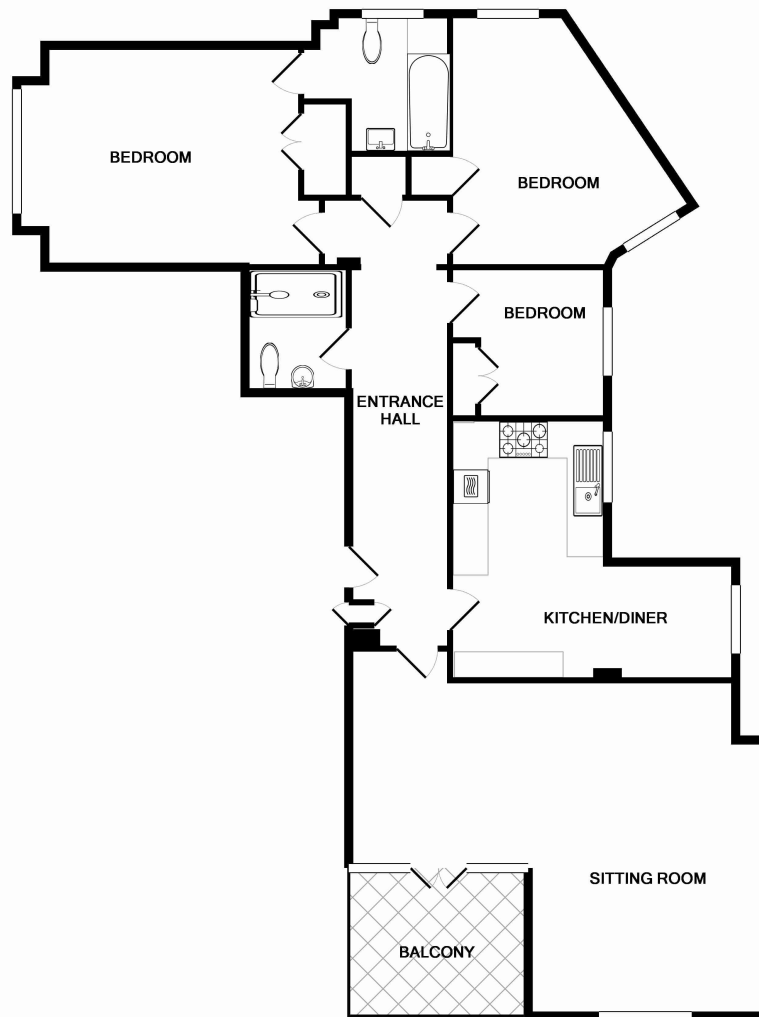 BEDROOM
BEDROOM
BEDROOM
ENTRANCE
HALL
KITCHEN/DINER
SITTING ROOM
BALCONY